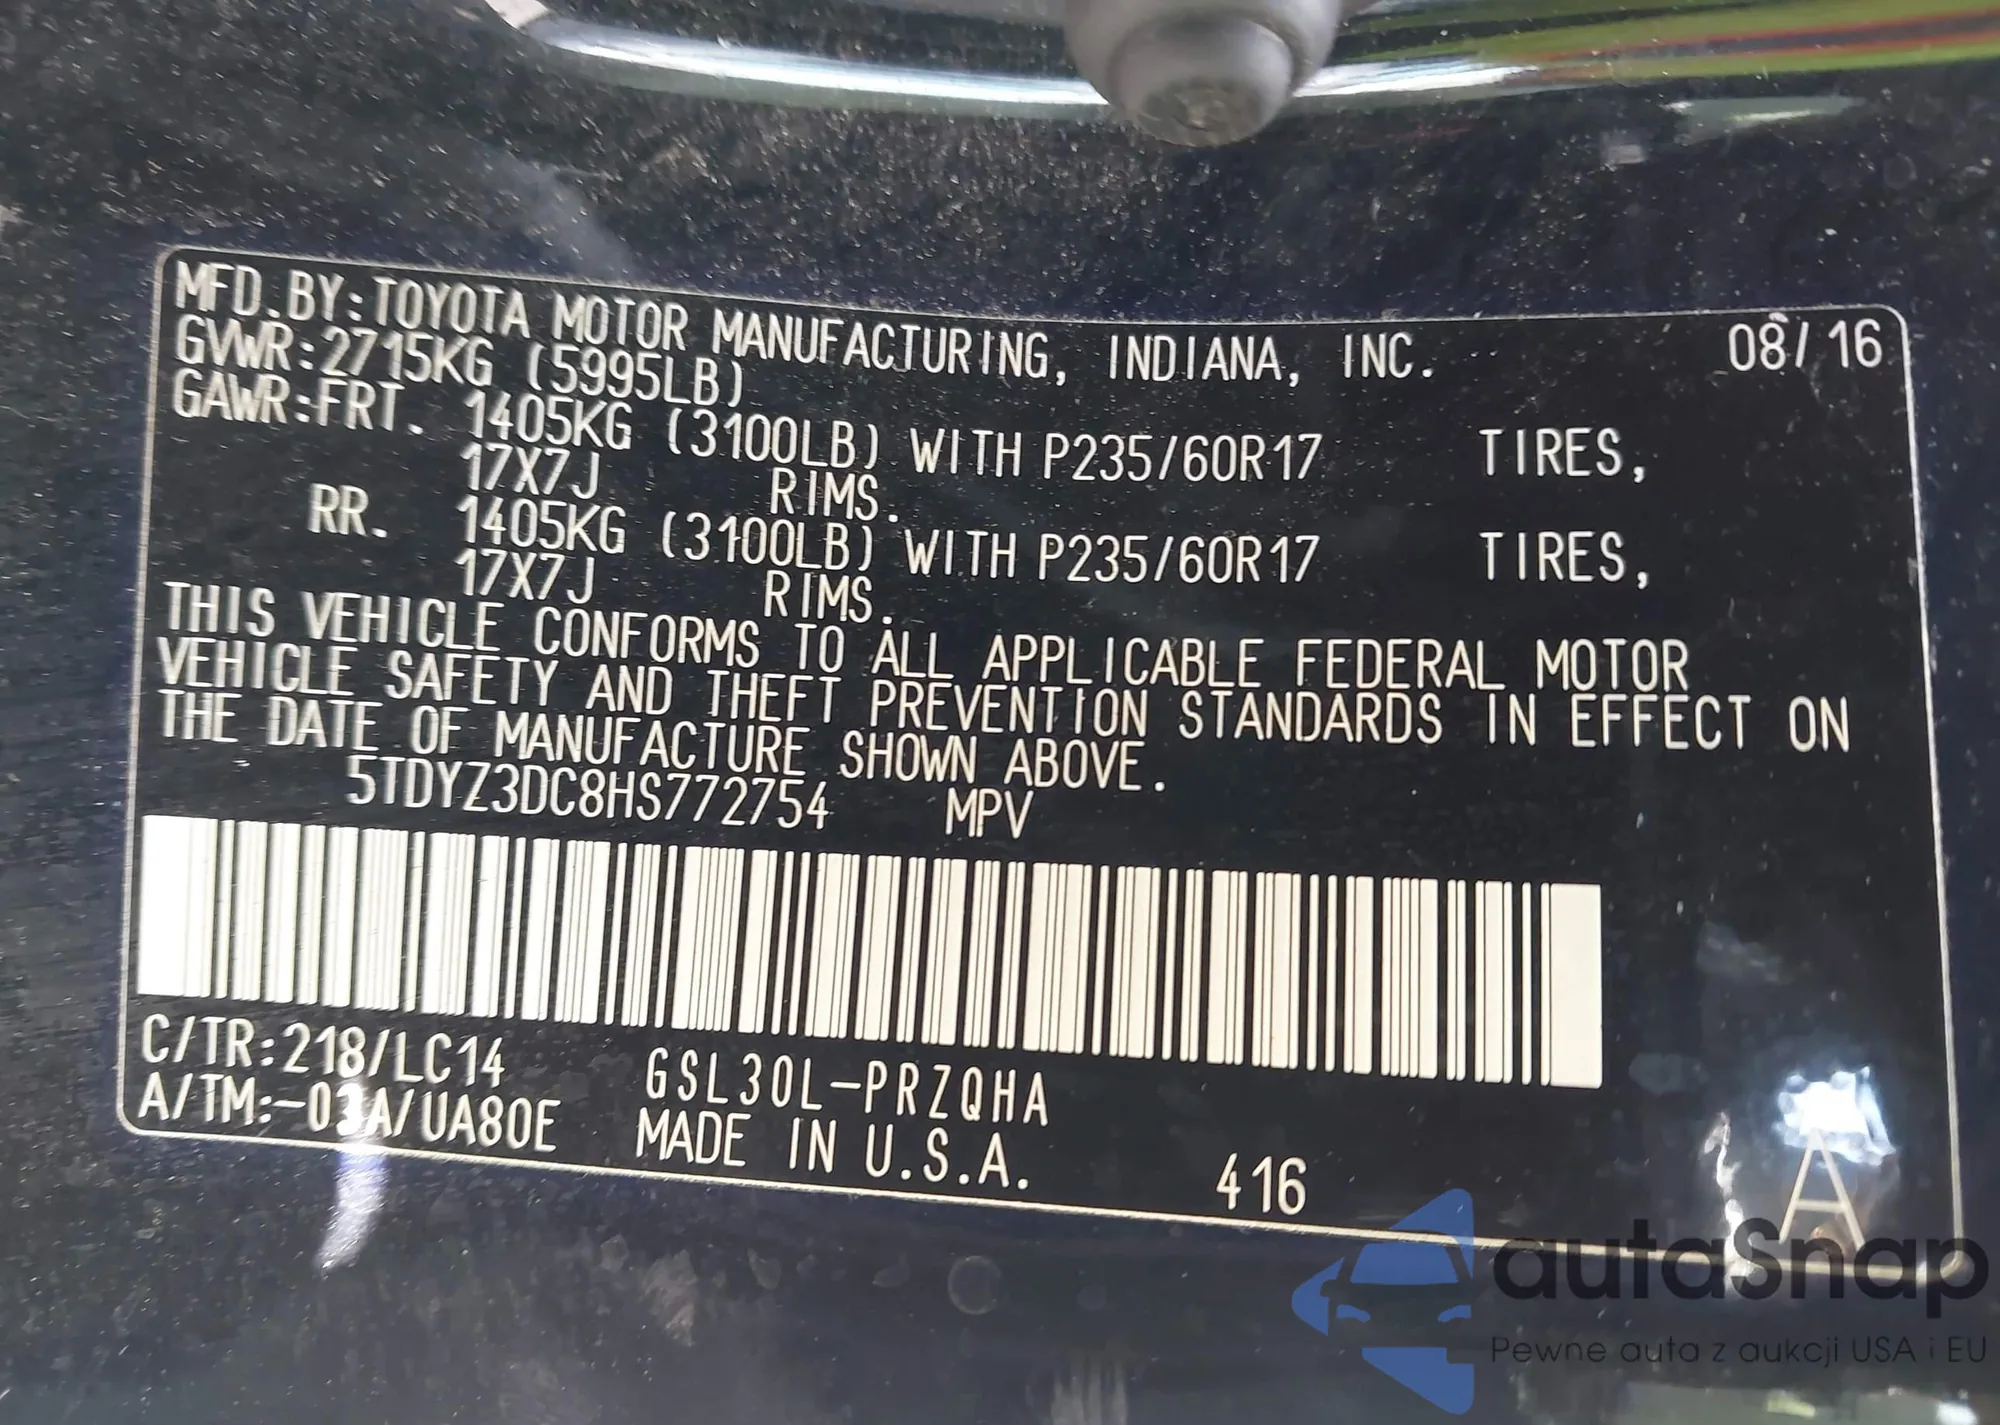 MFD.BY:TOYOTA MOTOR MANUFACTURING, INDIANA, INC. 08/16
GVWR:2715KG (5995LB)
GAWR:FRT. 1405KG (3100LB) WITH P235/60R17 TIRES,
17X7J RIMS.
RR. 1405KG (3100LB) WITH P235/60R17 TIRES,
17X7J RIMS.
THIS VEHICLE CONFORMS TO ALL APPLICABLE FEDERAL MOTOR
VEHICLE SAFETY AND THEFT PREVENTION STANDARDS IN EFFECT ON
THE DATE OF MANUFACTURE SHOWN ABOVE.
5TDYZ3DC8HS772754 MPV
C/TR:218/LC14 GSL30L-PRZQHA
A/TM:-03A/UA80E MADE IN U.S.A. 416 A
autaSnap
Pewne auta z aukcji USA i EU